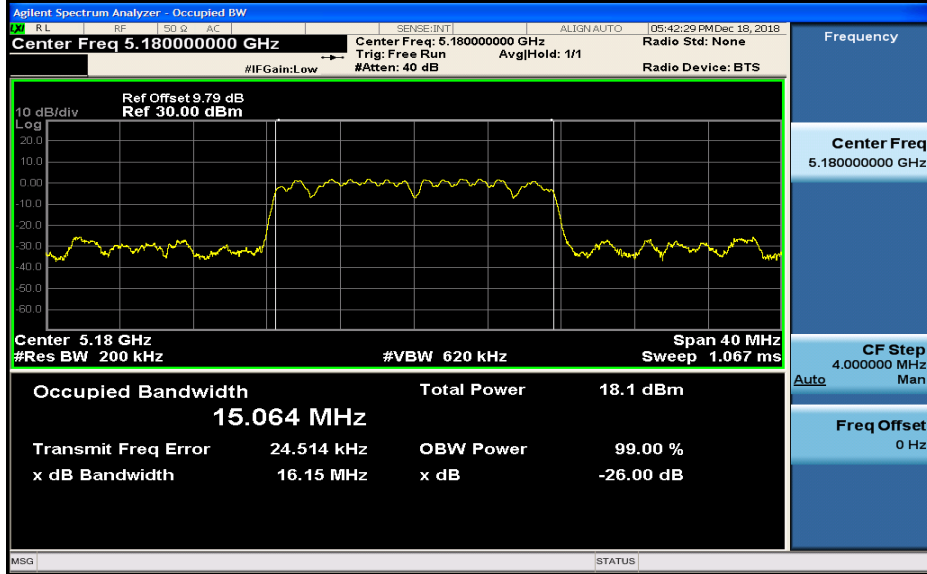 Agilent Spectrum Analyzer - Occupied BW
LXI RL RF 50 Ω AC SENSE:INT ALIGN AUTO 05:42:29 PM Dec 18, 2018
Center Freq 5.180000000 GHz
Center Freq: 5.180000000 GHz
Radio Std: None
Trig: Free Run Avg|Hold: 1/1
#IFGain:Low
#Atten: 40 dB
Radio Device: BTS
Ref Offset 9.79 dB
10 dB/div Ref 30.00 dBm
Log
20.0
10.0
0.00
-10.0
-20.0
-30.0
-40.0
-50.0
-60.0
Center 5.18 GHz Span 40 MHz
#Res BW 200 kHz #VBW 620 kHz Sweep 1.067 ms
Occupied Bandwidth Total Power 18.1 dBm
15.064 MHz
Transmit Freq Error 24.514 kHz OBW Power 99.00 %
x dB Bandwidth 16.15 MHz x dB -26.00 dB
MSG STATUS
Frequency
Center Freq
5.180000000 GHz
CF Step
4.000000 MHz
Auto Man
Freq Offset
0 Hz